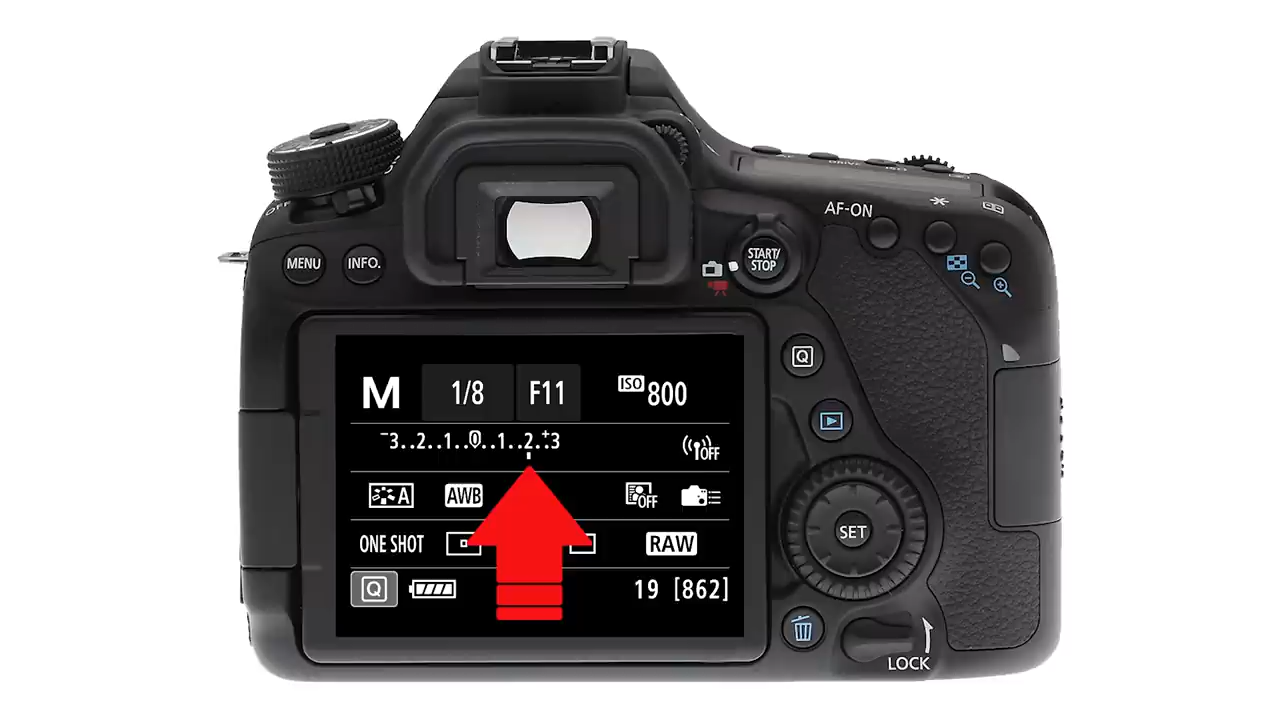 OFF
MENU INFO.
START/
STOP
AF-ON
Q
M 1/8 F11 ISO 800
-3..2..1..0..1..2..+3
OFF
A AWB OFF
ONE SHOT RAW
Q 19 [862]
SET
LOCK